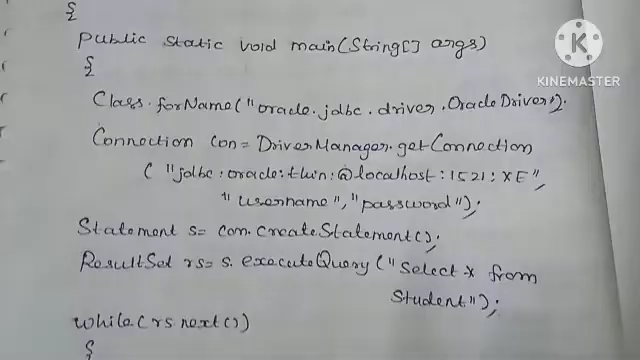 {
public static void main(String[] args)
{
Class.forName("oracle.jdbc.driver.OracleDriver").
Connection con = DriverManager.getConnection
("jdbc:oracle:thin:@localhost:1521:XE",
"username","password");
Statement s= con.createStatement();
ResultSet rs= s.executeQuery("select * from
Student");
while(rs.next())
{
K
KINEMASTER